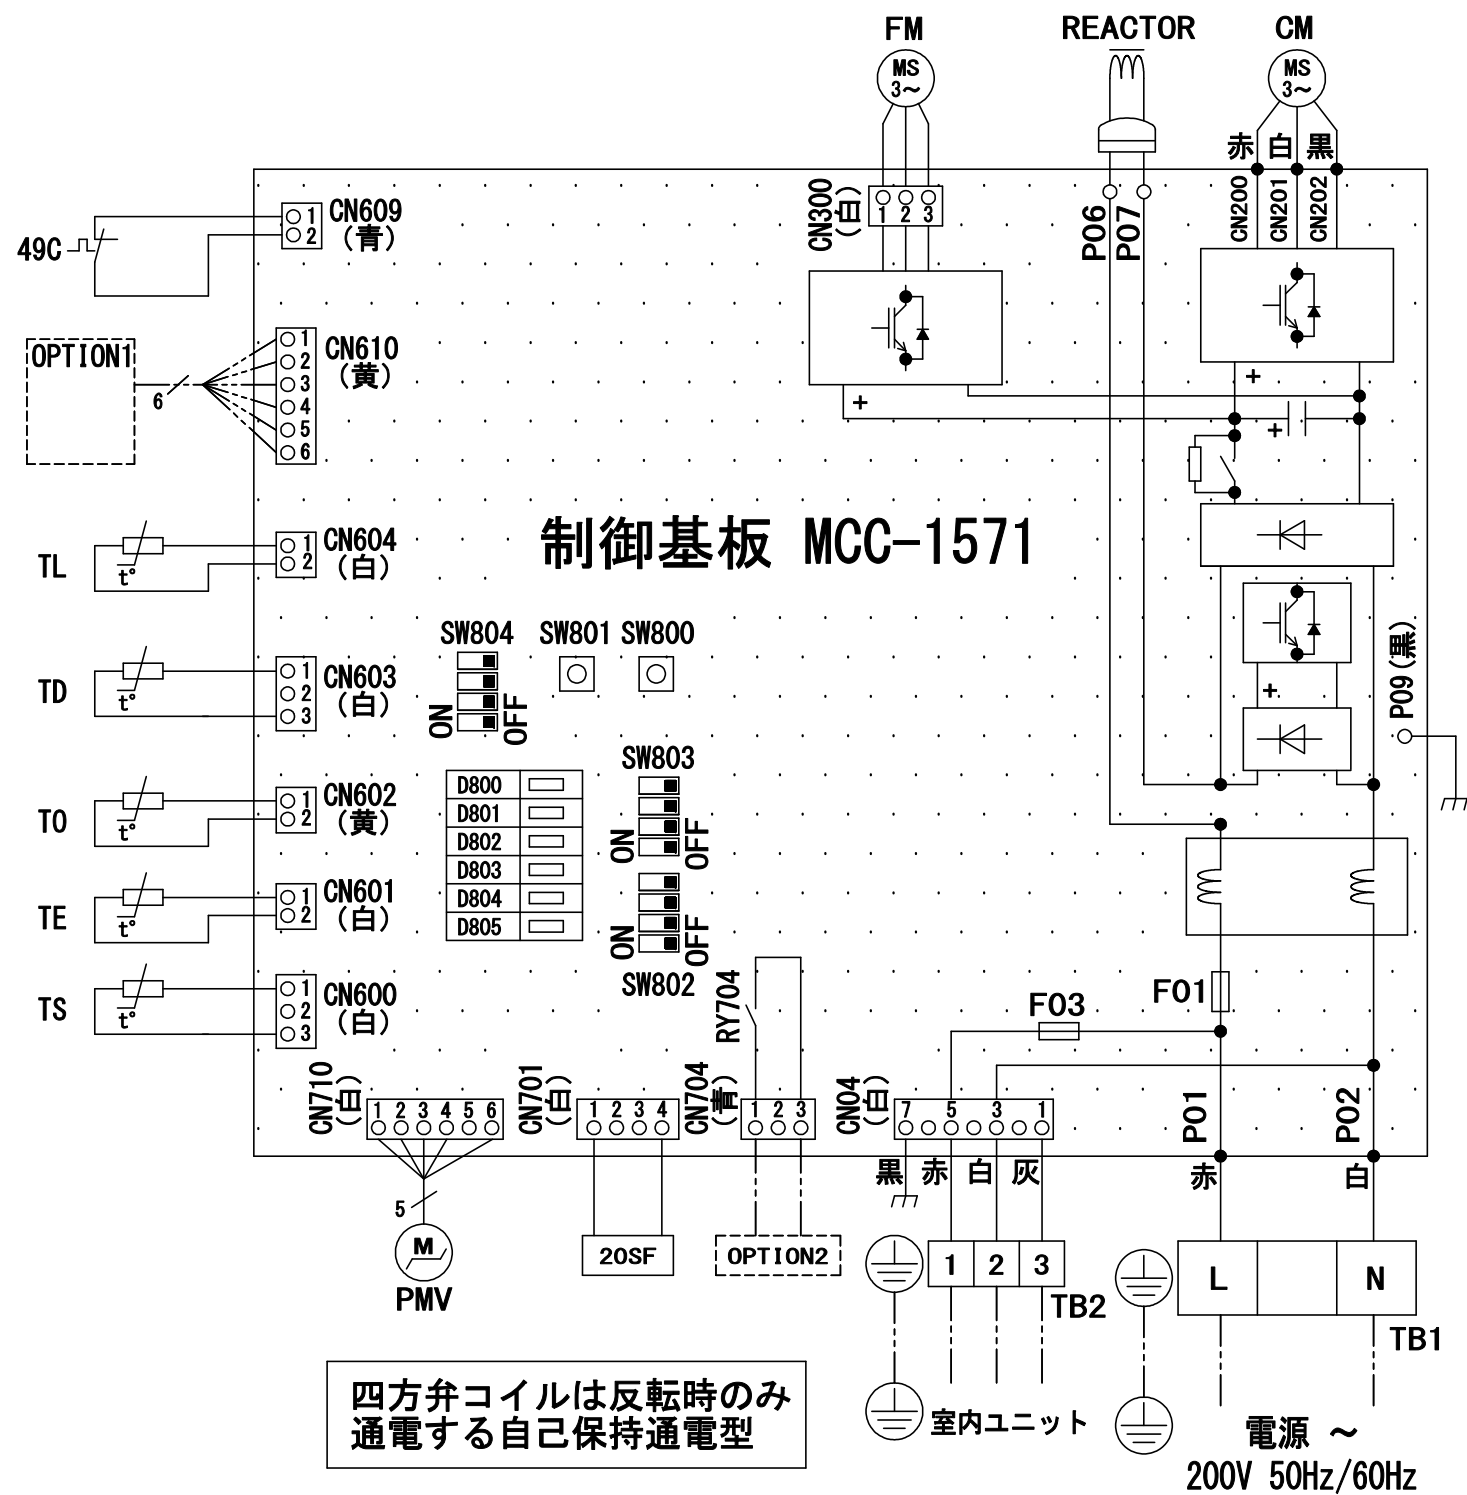 FM
REACTOR
CM
MS
3～
MS
3～
赤 白 黒
CN300
(白)
1 2 3
P06
P07
CN200
CN201
CN202
49C
1
2
CN609
(青)
OPTION1
6
1
2
3
4
5
6
CN610
(黄)
+
+
+
制御基板 MCC-1571
TL
t°
1
2
CN604
(白)
TD
t°
1
2
3
CN603
(白)
SW804
ON
OFF
SW801
SW800
+
P09(黒)
TO
t°
1
2
CN602
(黄)
D800
D801
D802
D803
D804
D805
SW803
ON
OFF
ON
OFF
SW802
TE
t°
1
2
CN601
(白)
TS
t°
1
2
3
CN600
(白)
RY704
F01
F03
CN710
(白)
1 2 3 4 5 6
CN701
(白)
1 2 3 4
CN704
(青)
1 2 3
CN04
(白)
7 5 3 1
P01
P02
黒 赤 白 灰
赤
白
5
M
PMV
20SF
OPTION2
1 2 3
TB2
L
N
TB1
室内ユニット
電源 ～
200V 50Hz/60Hz
四方弁コイルは反転時のみ
通電する自己保持通電型